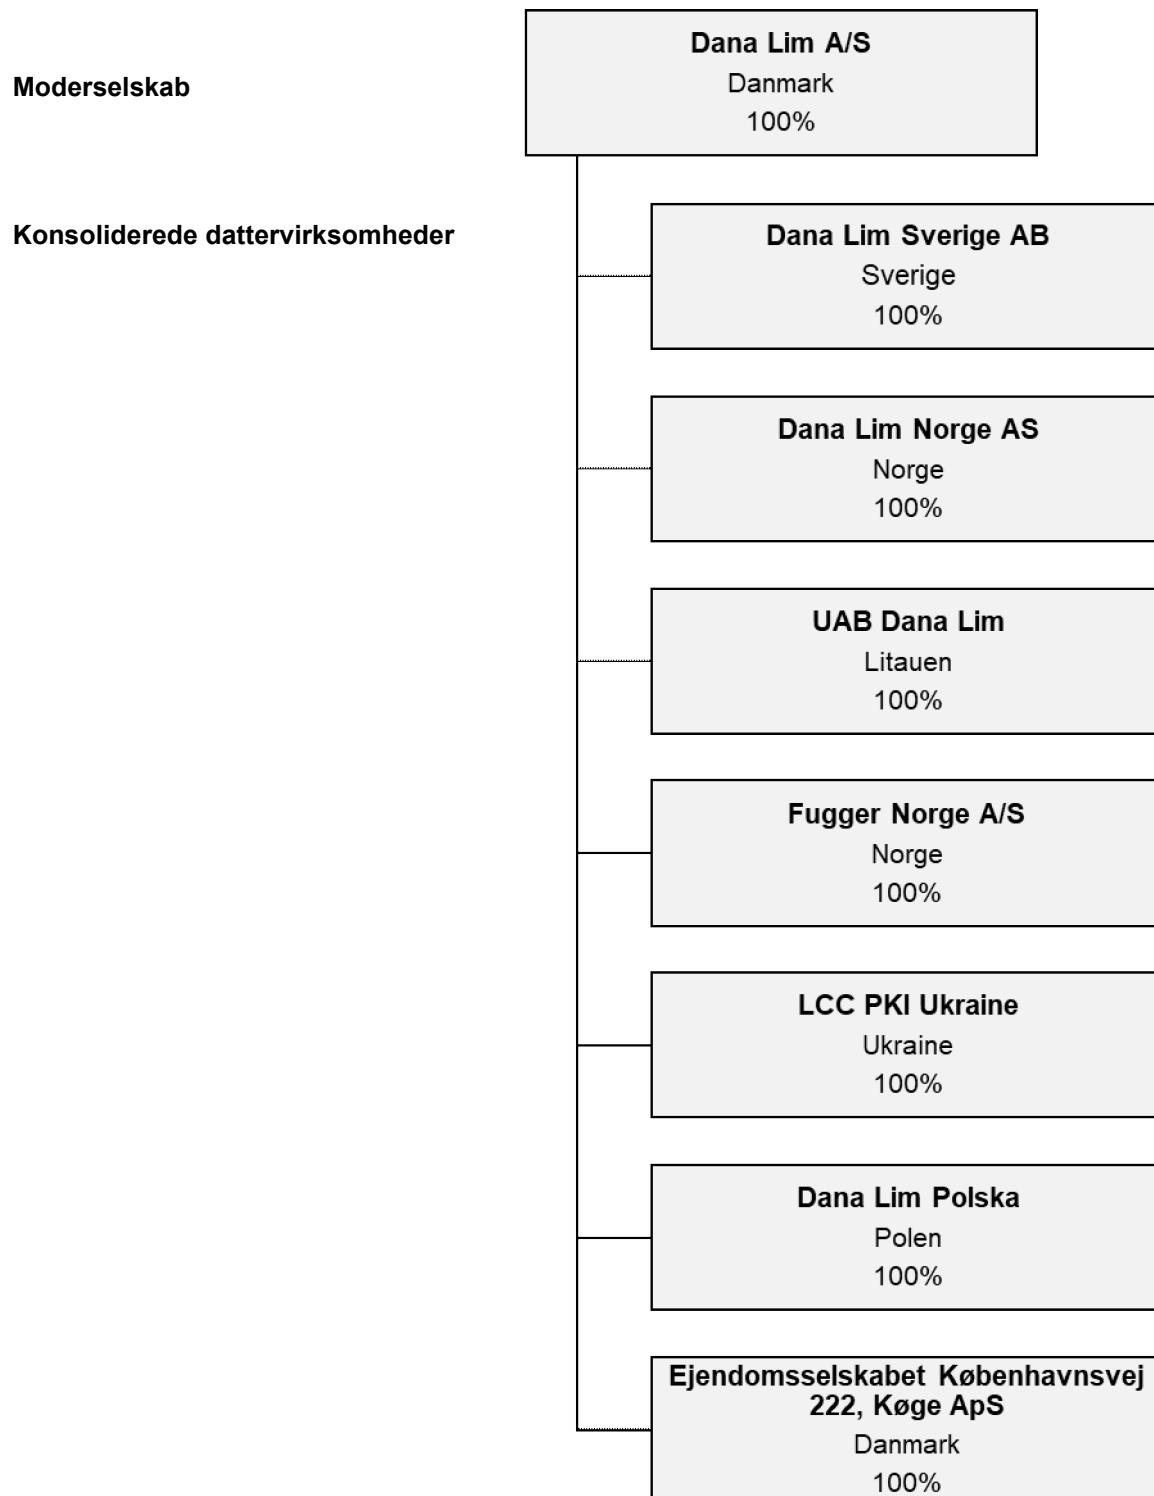 Dana Lim A/S
Moderselskab
Danmark
100%
Konsoliderede dattervirksomheder
Dana Lim Sverige AB
Sverige
100%
Dana Lim Norge AS
Norge
100%
UAB Dana Lim
Litauen
100%
Fugger Norge A/S
Norge
100%
LCC PKI Ukraine
Ukraine
100%
Dana Lim Polska
Polen
100%
Ejendomsselskabet Københavnsvej
222, Køge ApS
Danmark
100%